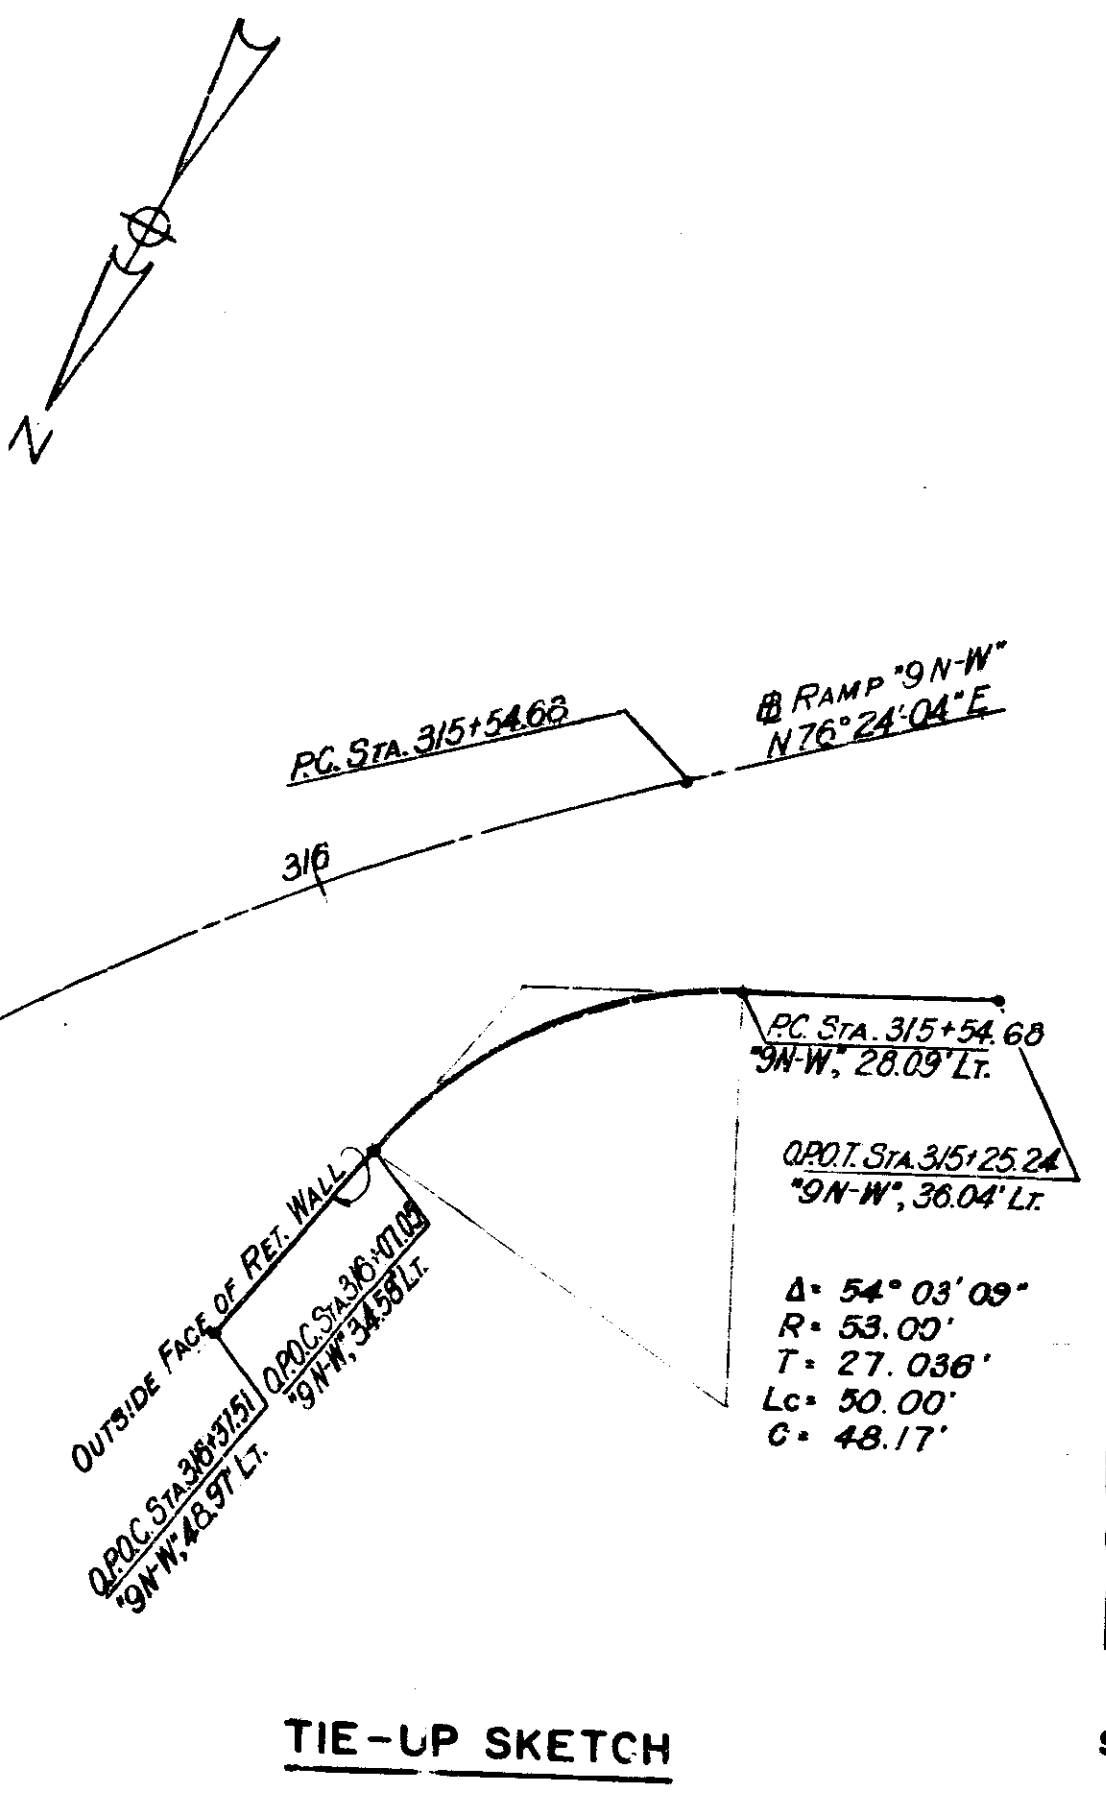 N
℄ RAMP "9N-W"
N76°24'-04"E
P.C. STA. 315+54.68
316
P.C. STA. 315+54.68
"9N-W", 28.09' LT.
O.P.O.T. STA. 315+25.24
"9N-W", 36.04' LT.
Δ= 54° 03' 09"
R= 53.00'
T= 27.036'
Lc= 50.00'
C= 48.17'
OUTSIDE FACE OF RET. WALL
O.P.O.C. STA. 316+07.05
"9N-W", 34.58' LT.
O.P.O.C. STA. 316+37.51
"9N-W", 48.97' LT.
TIE-UP SKETCH